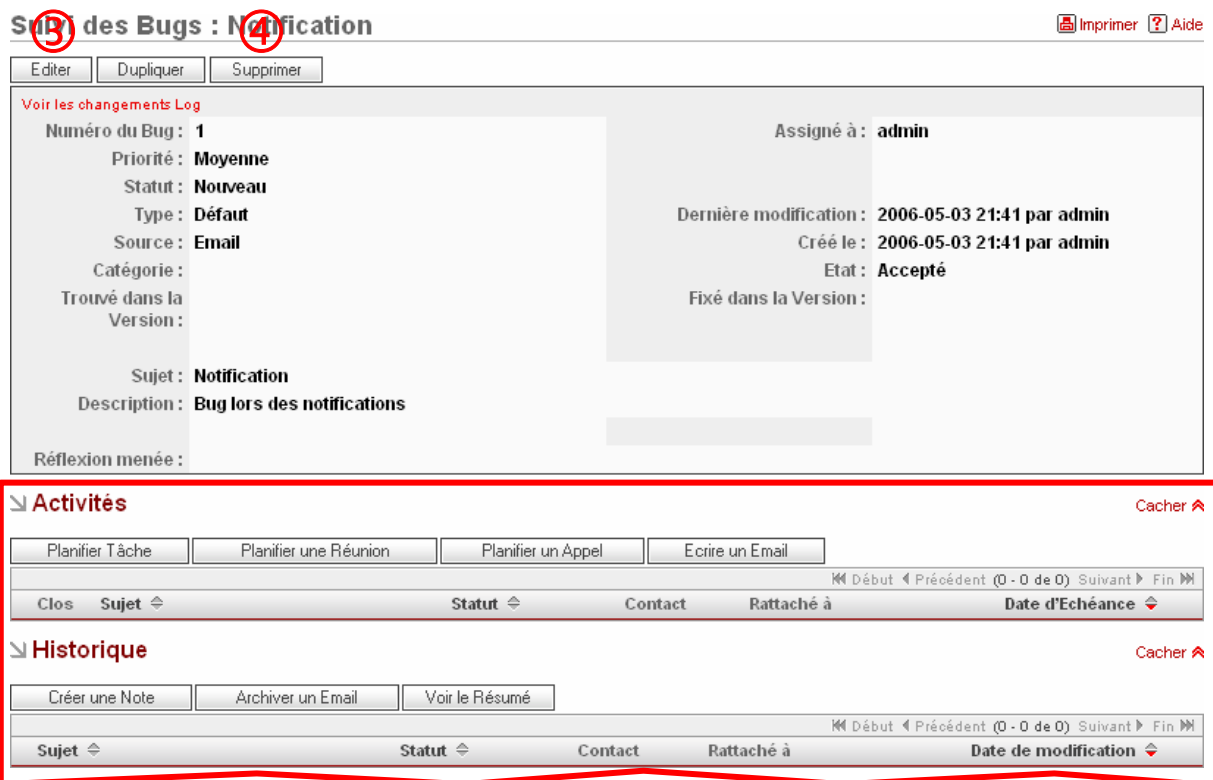 Suivi des Bugs : Notification
Imprimer ? Aide
③ ④
Editer Dupliquer Supprimer
Voir les changements Log
Numéro du Bug : 1 Assigné à : admin
Priorité : Moyenne
Statut : Nouveau
Type : Défaut Dernière modification : 2006-05-03 21:41 par admin
Source : Email Créé le : 2006-05-03 21:41 par admin
Catégorie : Etat : Accepté
Trouvé dans la Fixé dans la Version :
Version :
Sujet : Notification
Description : Bug lors des notifications
Réflexion menée :
Activités Cacher
Planifier Tâche Planifier une Réunion Planifier un Appel Ecrire un Email
Début Précédent (0 - 0 de 0) Suivant Fin
Clos Sujet Statut Contact Rattaché à Date d'Echéance
Historique Cacher
Créer une Note Archiver un Email Voir le Résumé
Début Précédent (0 - 0 de 0) Suivant Fin
Sujet Statut Contact Rattaché à Date de modification